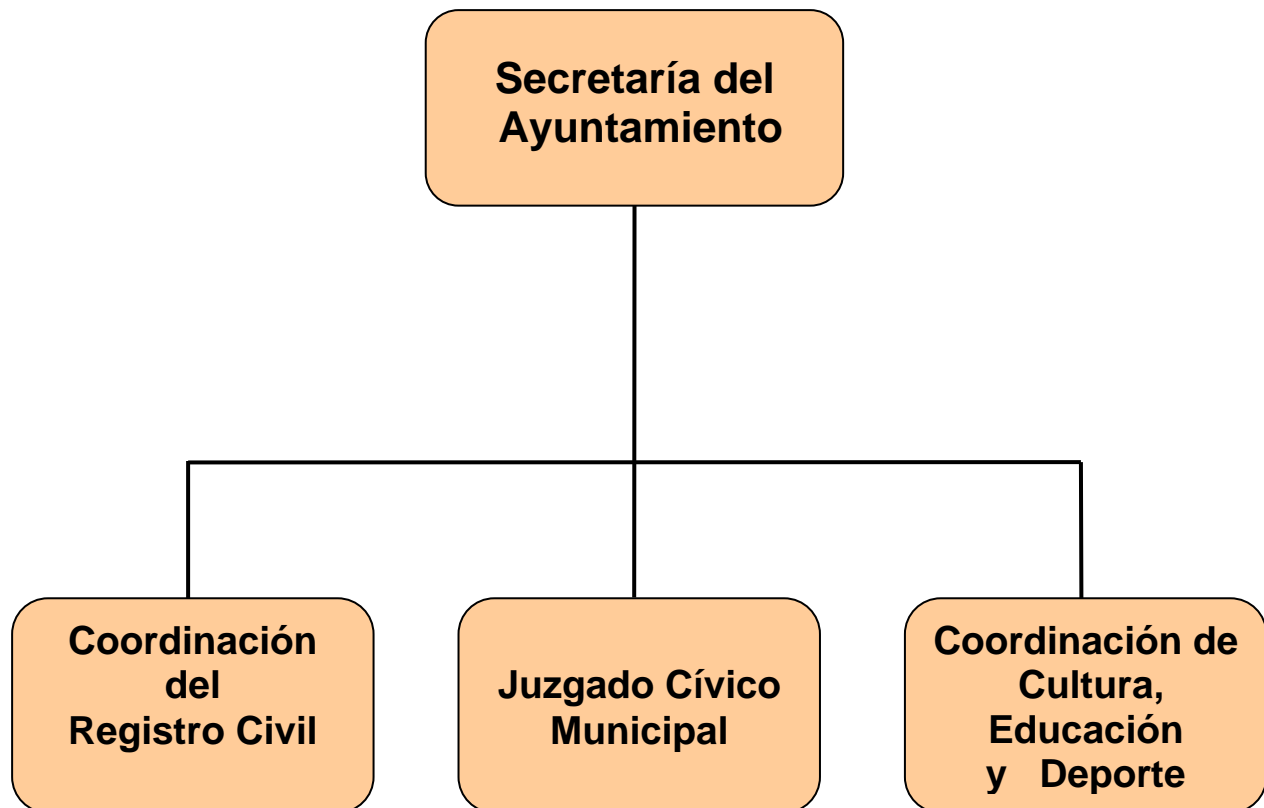 Secretaría del
Ayuntamiento
Coordinación
del
Registro Civil
Juzgado Cívico
Municipal
Coordinación de
Cultura,
Educación
y Deporte